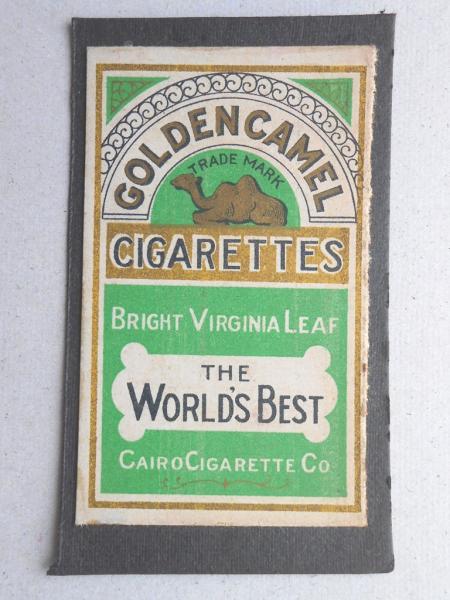 GOLDEN CAMEL
TRADE MARK
CIGARETTES
BRIGHT VIRGINIA LEAF
THE
WORLD'S BEST
CAIRO CIGARETTE CO